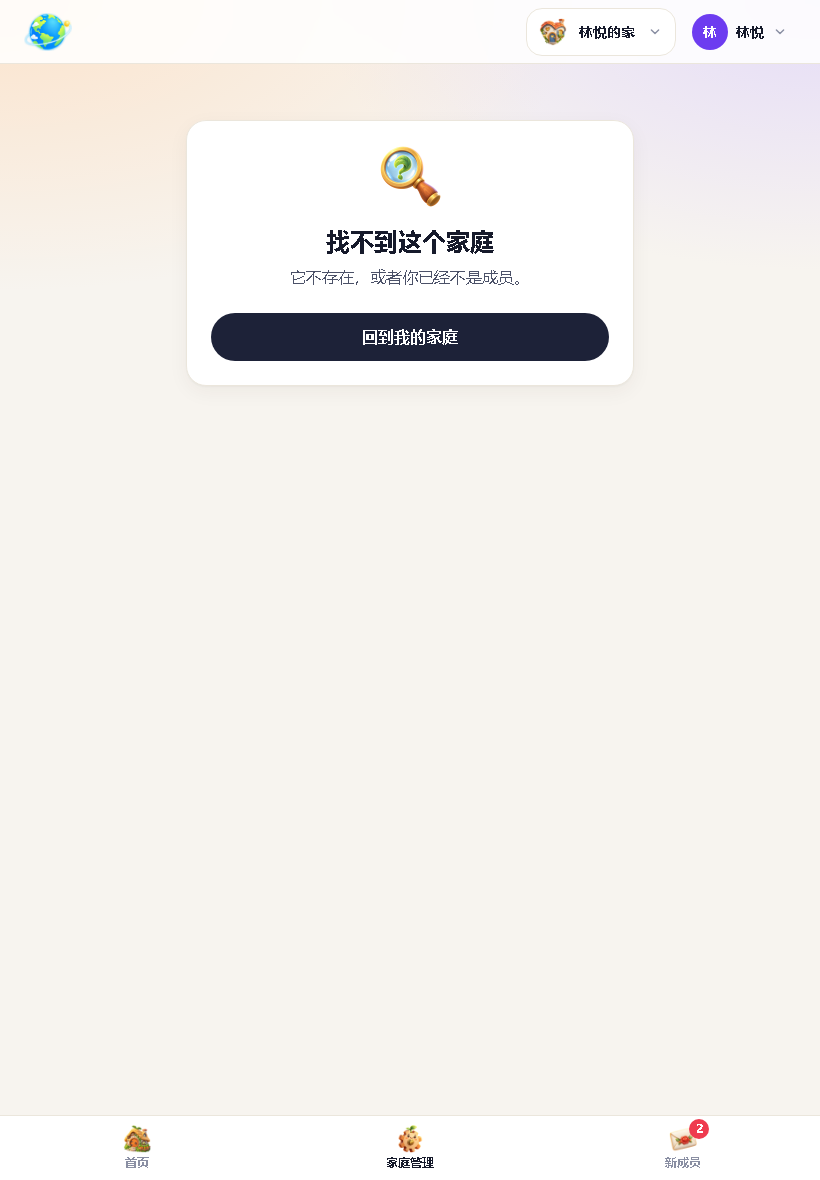 林悦的家
林
林悦
找不到这个家庭
它不存在，或者你已经不是成员。
回到我的家庭
首页
家庭管理
2
新成员